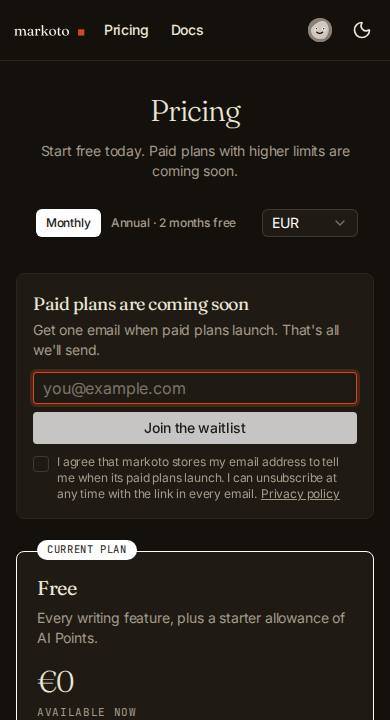 markoto
Pricing
Docs
Pricing
Start free today. Paid plans with higher limits are
coming soon.
Monthly
Annual · 2 months free
EUR
Paid plans are coming soon
Get one email when paid plans launch. That's all
we'll send.
you@example.com
Join the waitlist
I agree that markoto stores my email address to tell
me when its paid plans launch. I can unsubscribe at
any time with the link in every email. Privacy policy
CURRENT PLAN
Free
Every writing feature, plus a starter allowance of
AI Points.
€0
AVAILABLE NOW